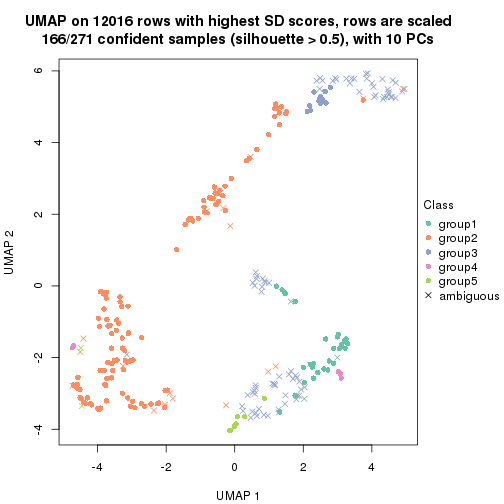 UMAP on 12016 rows with highest SD scores, rows are scaled
166/271 confident samples (silhouette > 0.5), with 10 PCs
6
4
2
0
-2
-4
UMAP 2
-4
-2
0
2
4
UMAP 1
Class
group1
group2
group3
group4
group5
ambiguous